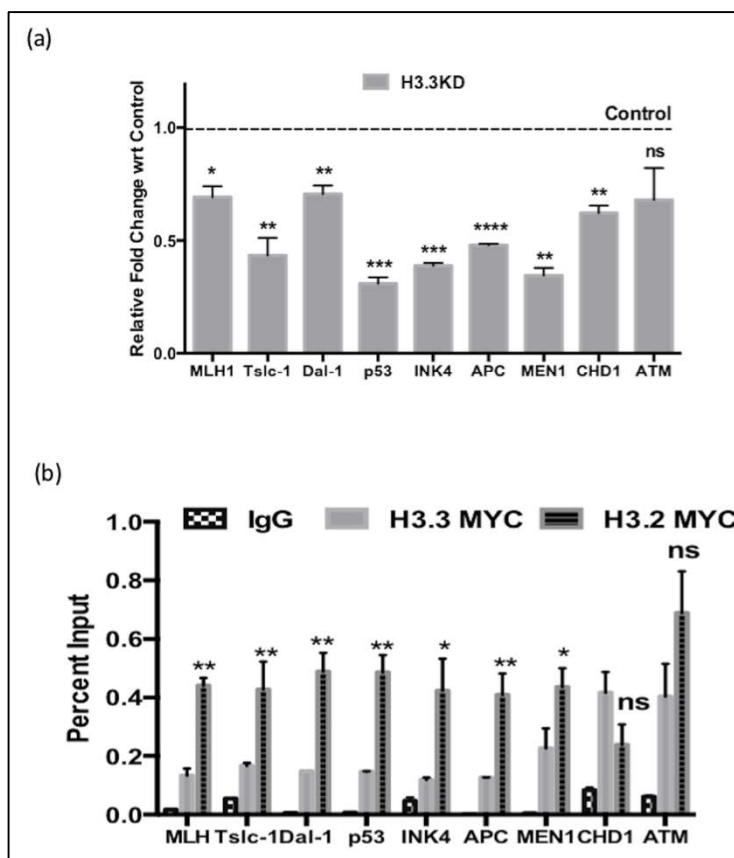 (a)
H3.3KD
Relative Fold Change wrt Control
Control
1.0
0.5
0.0
*
**
**
***
***
****
**
**
ns
MLH1 Tslc-1 Dal-1 p53 INK4 APC MEN1 CHD1 ATM
(b)
IgG H3.3 MYC H3.2 MYC
Percent Input
1.0
0.8
0.6
0.4
0.2
0.0
**
**
**
**
*
**
*
ns
ns
MLH Tslc-1 Dal-1 p53 INK4 APC MEN1 CHD1 ATM